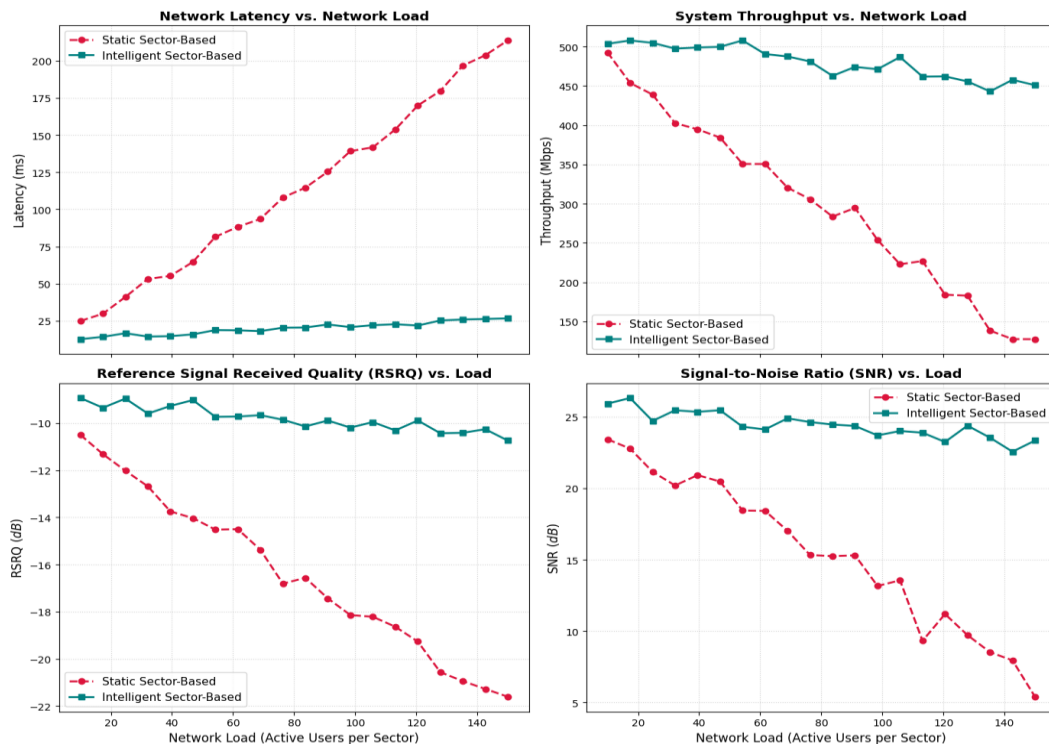 Network Latency vs. Network Load
Static Sector-Based
Intelligent Sector-Based
Latency (ms)
200
175
150
125
100
75
50
25
System Throughput vs. Network Load
Throughput (Mbps)
500
450
400
350
300
250
200
150
Static Sector-Based
Intelligent Sector-Based
Reference Signal Received Quality (RSRQ) vs. Load
RSRQ (dB)
−10
−12
−14
−16
−18
−20
−22
Static Sector-Based
Intelligent Sector-Based
20 40 60 80 100 120 140
Network Load (Active Users per Sector)
Signal-to-Noise Ratio (SNR) vs. Load
Static Sector-Based
Intelligent Sector-Based
SNR (dB)
25
20
15
10
5
20 40 60 80 100 120 140
Network Load (Active Users per Sector)